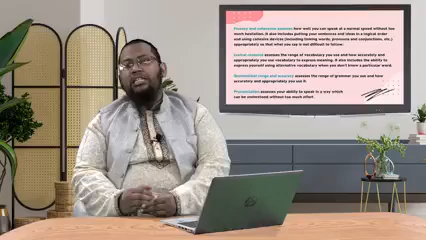 Fluency and coherence assesses how well you can speak at a normal speed without too
much hesitation. It also includes putting your sentences and ideas in a logical order
and using cohesive devices (including linking words, pronouns and conjunctions, etc.)
appropriately so that what you say is not difficult to follow.
Lexical resource assesses the range of vocabulary you use and how accurately and
appropriately you use vocabulary to express meaning. It also includes the ability to
express yourself using alternative vocabulary when you don't know a particular word.
Grammatical range and accuracy assesses the range of grammar you use and how
accurately and appropriately you use it.
Pronunciation assesses your ability to speak in a way which
can be understood without too much effort.